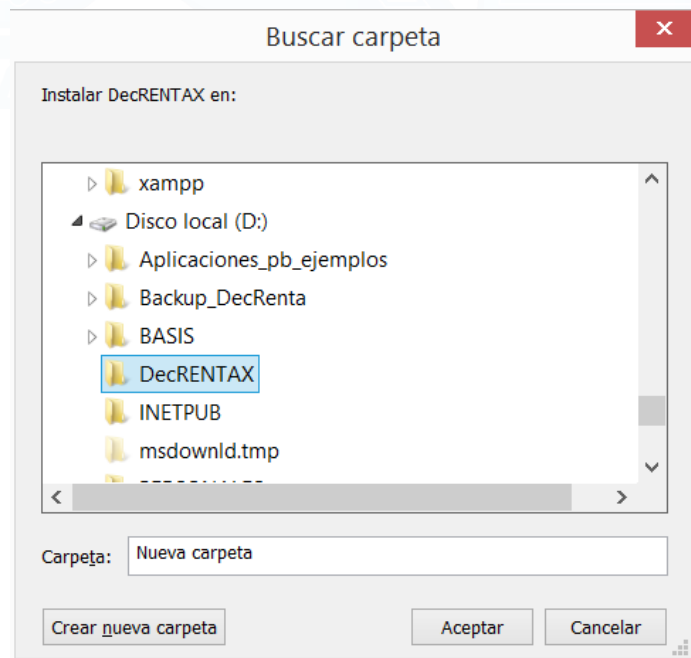 Buscar carpeta
Instalar DecRENTAX en:
xampp
Disco local (D:)
Aplicaciones_pb_ejemplos
Backup_DecRenta
BASIS
DecRENTAX
INETPUB
msdownld.tmp
Carpeta: Nueva carpeta
Crear nueva carpeta Aceptar Cancelar